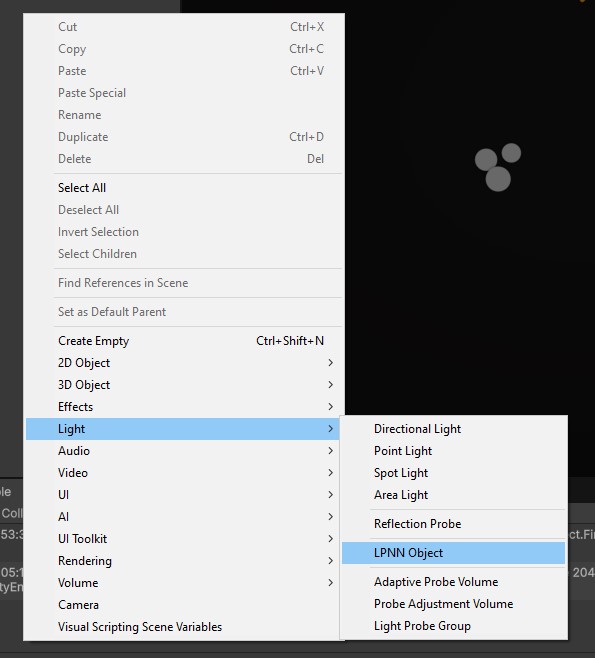 Cut Ctrl+X
Copy Ctrl+C
Paste Ctrl+V
Paste Special
Rename
Duplicate Ctrl+D
Delete Del
Select All
Deselect All
Invert Selection
Select Children
Find References in Scene
Set as Default Parent
Create Empty Ctrl+Shift+N
2D Object
3D Object
Effects
Light
Audio
Video
UI
AI
UI Toolkit
Rendering
Volume
Camera
Visual Scripting Scene Variables
Directional Light
Point Light
Spot Light
Area Light
Reflection Probe
LPNN Object
Adaptive Probe Volume
Probe Adjustment Volume
Light Probe Group
Coll
53:3
ct.Fi
05:1
204
tyEn